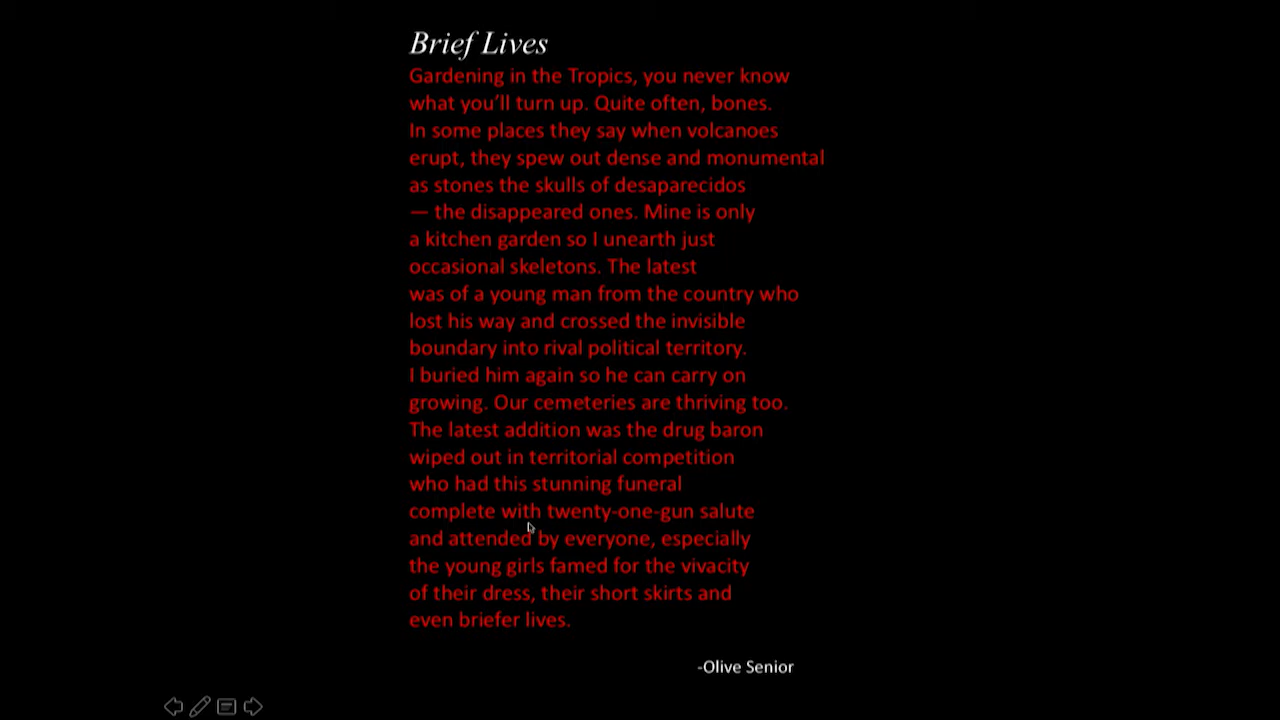 Brief Lives
Gardening in the Tropics, you never know
what you’ll turn up. Quite often, bones.
In some places they say when volcanoes
erupt, they spew out dense and monumental
as stones the skulls of desaparecidos
— the disappeared ones. Mine is only
a kitchen garden so I unearth just
occasional skeletons. The latest
was of a young man from the country who
lost his way and crossed the invisible
boundary into rival political territory.
I buried him again so he can carry on
growing. Our cemeteries are thriving too.
The latest addition was the drug baron
wiped out in territorial competition
who had this stunning funeral
complete with twenty-one-gun salute
and attended by everyone, especially
the young girls famed for the vivacity
of their dress, their short skirts and
even briefer lives.
-Olive Senior